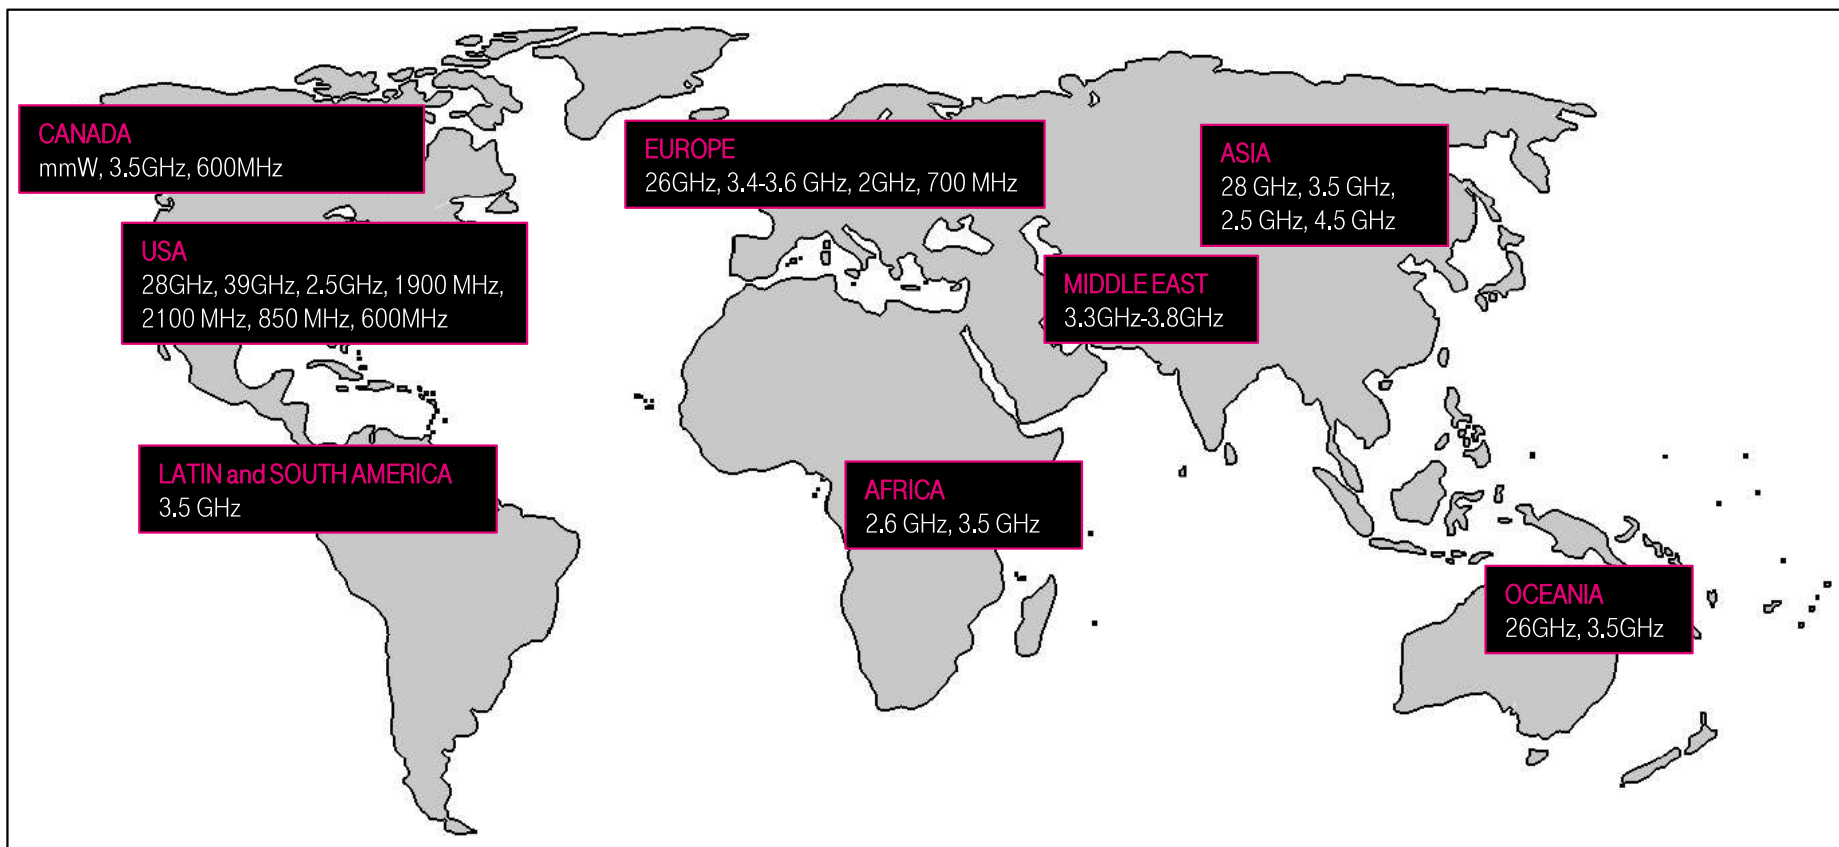 CANADA
mmW, 3.5GHz, 600MHz
USA
28GHz, 39GHz, 2.5GHz, 1900 MHz,
2100 MHz, 850 MHz, 600MHz
LATIN and SOUTH AMERICA
3.5 GHz
EUROPE
26GHz, 3.4-3.6 GHz, 2GHz, 700 MHz
AFRICA
2.6 GHz, 3.5 GHz
MIDDLE EAST
3.3GHz-3.8GHz
ASIA
28 GHz, 3.5 GHz,
2.5 GHz, 4.5 GHz
OCEANIA
26GHz, 3.5GHz